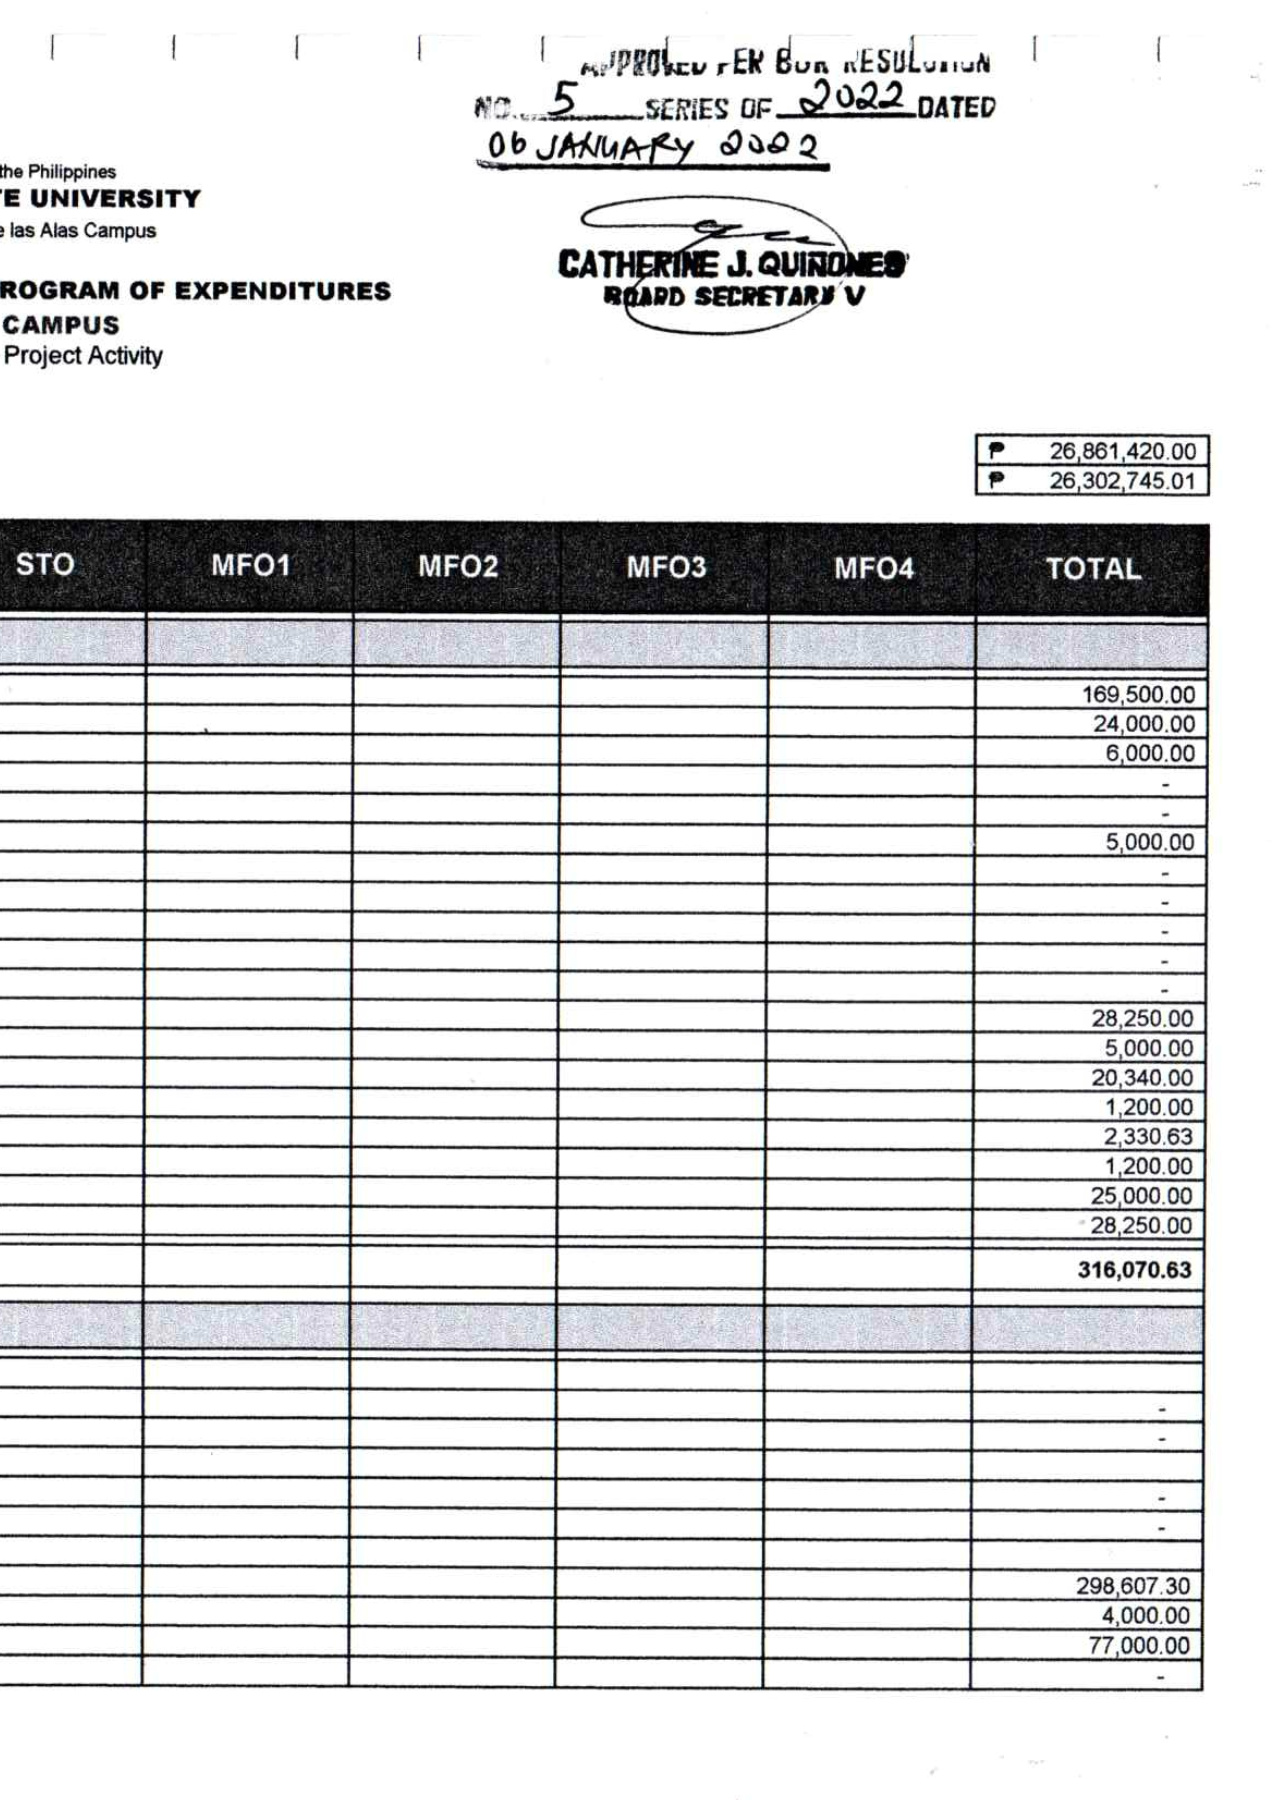 APPROVED PER BOR RESOLUTION
NO. 5 SERIES OF 2022 DATED
06 JANUARY 2022
the Philippines
TE UNIVERSITY
e las Alas Campus
CATHERINE J. QUIÑONES
BOARD SECRETARY V
ROGRAM OF EXPENDITURES
CAMPUS
Project Activity
₱ 26,861,420.00
₱ 26,302,745.01
STO MFO1 MFO2 MFO3 MFO4 TOTAL
169,500.00
24,000.00
6,000.00
-
-
5,000.00
-
-
-
-
-
28,250.00
5,000.00
20,340.00
1,200.00
2,330.63
1,200.00
25,000.00
28,250.00
316,070.63
-
-
-
-
298,607.30
4,000.00
77,000.00
-